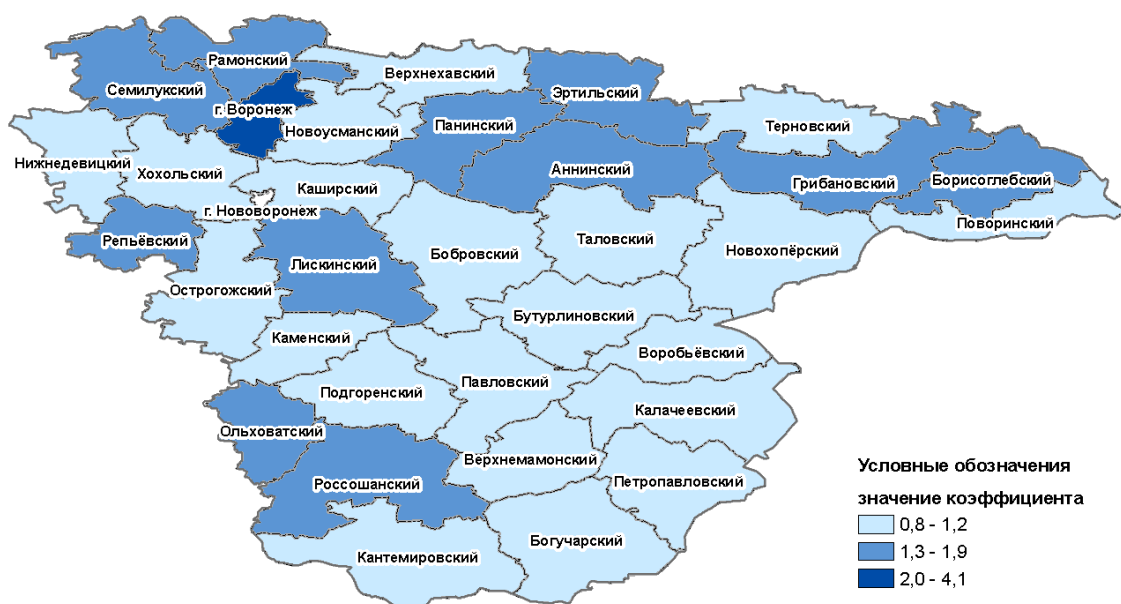 Рамонский
Верхнехавский
Семилукский
Эртильский
г. Воронеж
Панинский
Терновский
Новоусманский
Нижнедевицкий
Хохольский
Аннинский
Каширский
Грибановский
Борисоглебский
г. Нововоронеж
Поворинский
Репьёвский
Таловский
Новохопёрский
Бобровский
Лискинский
Острогожский
Бутурлиновский
Каменский
Воробьёвский
Павловский
Подгоренский
Калачеевский
Ольховатский
Верхнемамонский
Россошанский
Петропавловский
Богучарский
Кантемировский
Условные обозначения
значение коэффициента
0,8 - 1,2
1,3 - 1,9
2,0 - 4,1